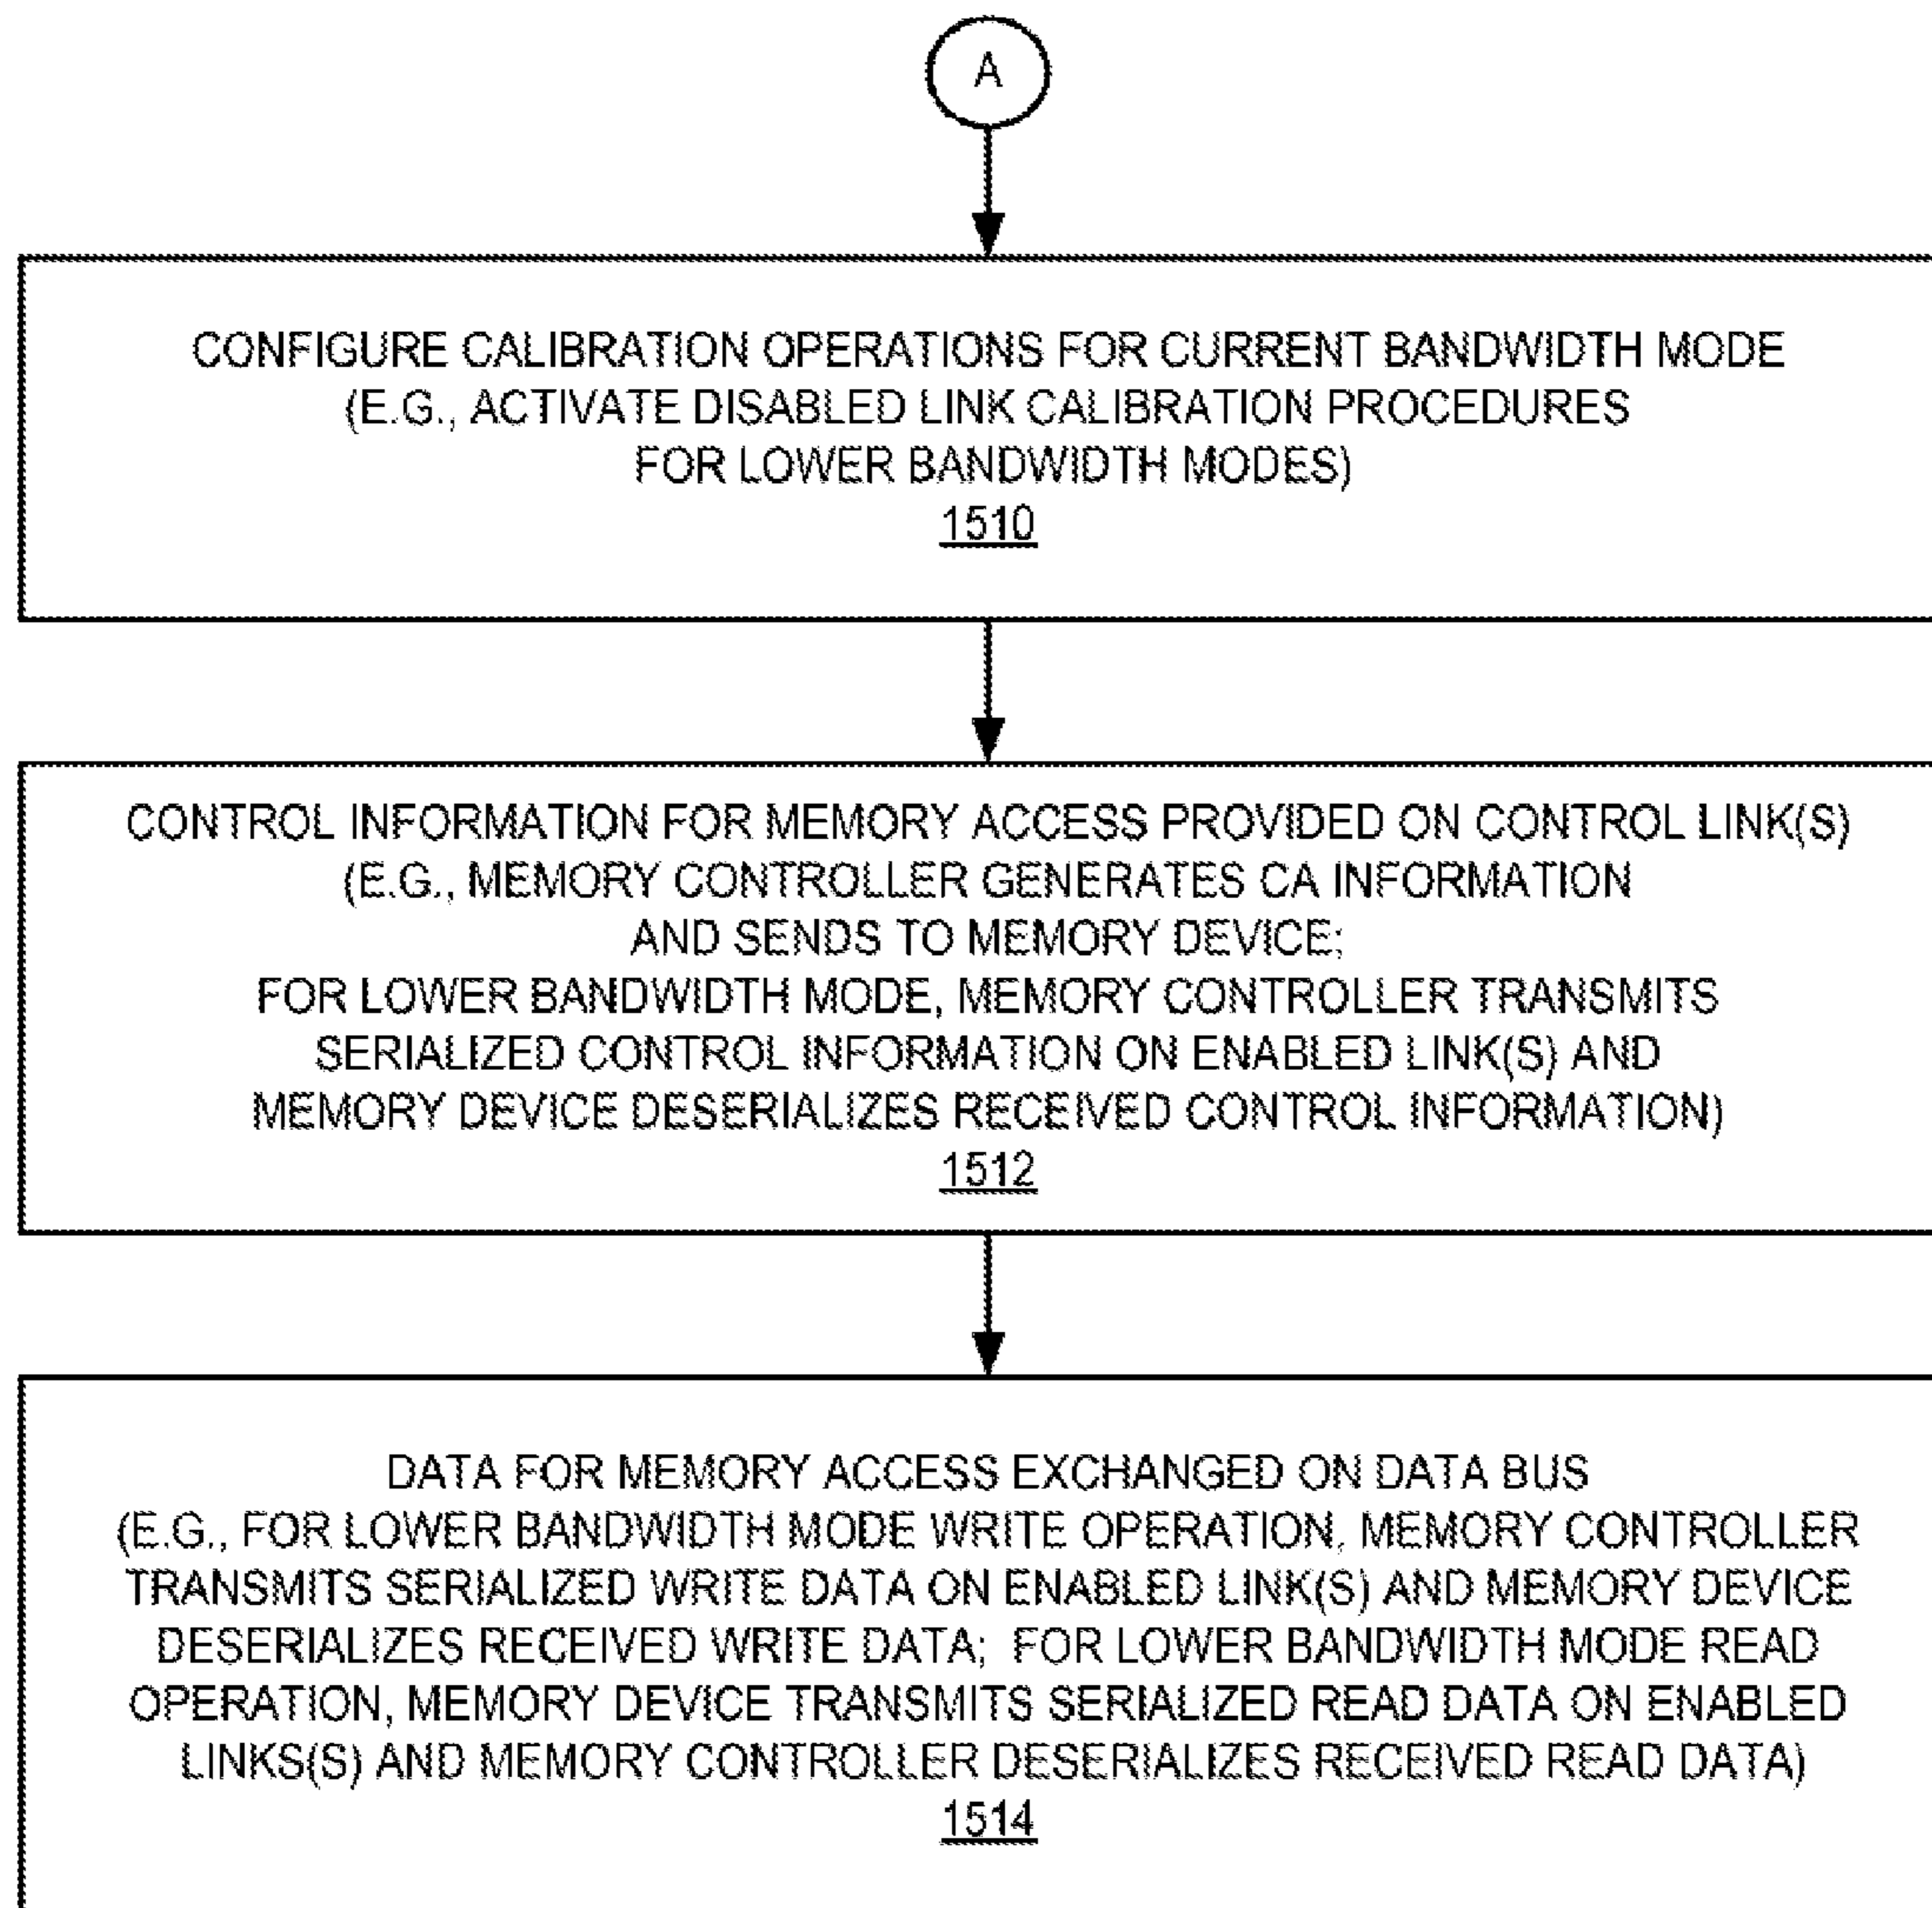 A
CONFIGURE CALIBRATION OPERATIONS FOR CURRENT BANDWIDTH MODE
(E.G., ACTIVATE DISABLED LINK CALIBRATION PROCEDURES
FOR LOWER BANDWIDTH MODES)
1510
CONTROL INFORMATION FOR MEMORY ACCESS PROVIDED ON CONTROL LINK(S)
(E.G., MEMORY CONTROLLER GENERATES CA INFORMATION
AND SENDS TO MEMORY DEVICE;
FOR LOWER BANDWIDTH MODE, MEMORY CONTROLLER TRANSMITS
SERIALIZED CONTROL INFORMATION ON ENABLED LINK(S) AND
MEMORY DEVICE DESERIALIZES RECEIVED CONTROL INFORMATION)
1512
DATA FOR MEMORY ACCESS EXCHANGED ON DATA BUS
(E.G., FOR LOWER BANDWIDTH MODE WRITE OPERATION, MEMORY CONTROLLER
TRANSMITS SERIALIZED WRITE DATA ON ENABLED LINK(S) AND MEMORY DEVICE
DESERIALIZES RECEIVED WRITE DATA; FOR LOWER BANDWIDTH MODE READ
OPERATION, MEMORY DEVICE TRANSMITS SERIALIZED READ DATA ON ENABLED
LINKS(S) AND MEMORY CONTROLLER DESERIALIZES RECEIVED READ DATA)
1514